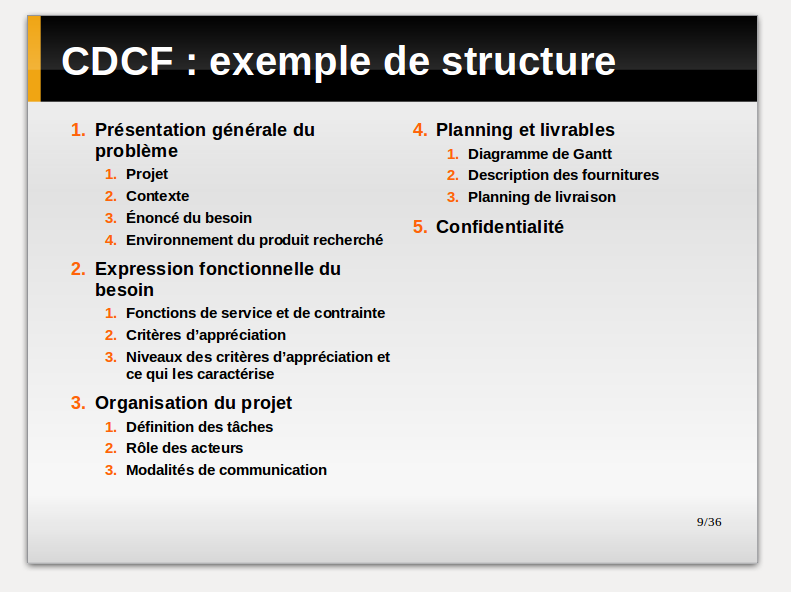 CDCF : exemple de structure
1. Présentation générale du
problème
1. Projet
2. Contexte
3. Énoncé du besoin
4. Environnement du produit recherché
2. Expression fonctionnelle du
besoin
1. Fonctions de service et de contrainte
2. Critères d’appréciation
3. Niveaux des critères d’appréciation et
ce qui les caractérise
3. Organisation du projet
1. Définition des tâches
2. Rôle des acteurs
3. Modalités de communication
4. Planning et livrables
1. Diagramme de Gantt
2. Description des fournitures
3. Planning de livraison
5. Confidentialité
9/36